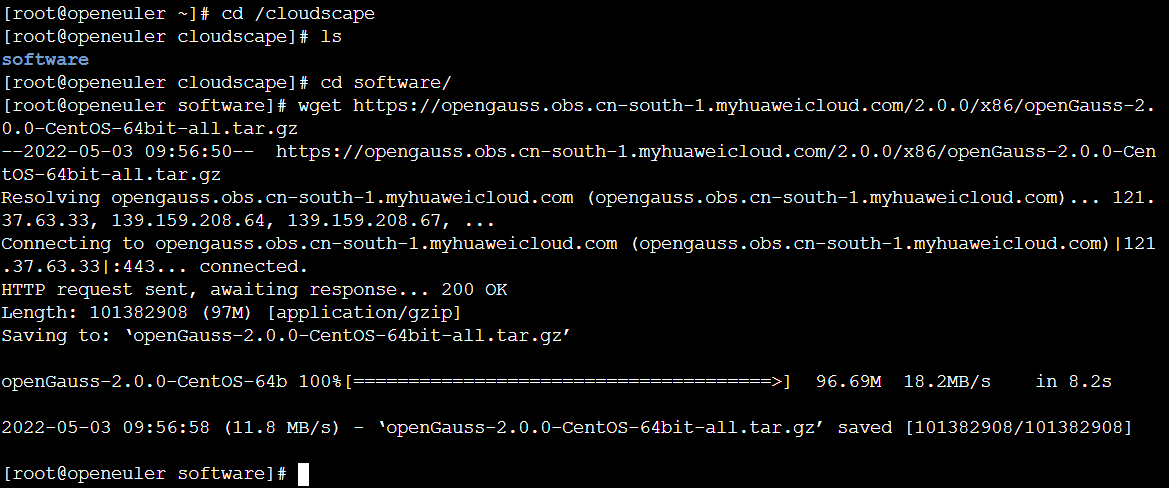 [root@openeuler ~]# cd /cloudscape
[root@openeuler cloudscape]# ls
software
[root@openeuler cloudscape]# cd software/
[root@openeuler software]# wget https://opengauss.obs.cn-south-1.myhuaweicloud.com/2.0.0/x86/openGauss-2.
0.0-CentOS-64bit-all.tar.gz
--2022-05-03 09:56:50--  https://opengauss.obs.cn-south-1.myhuaweicloud.com/2.0.0/x86/openGauss-2.0.0-Cen
tOS-64bit-all.tar.gz
Resolving opengauss.obs.cn-south-1.myhuaweicloud.com (opengauss.obs.cn-south-1.myhuaweicloud.com)... 121.
37.63.33, 139.159.208.64, 139.159.208.67, ...
Connecting to opengauss.obs.cn-south-1.myhuaweicloud.com (opengauss.obs.cn-south-1.myhuaweicloud.com)|121
.37.63.33|:443... connected.
HTTP request sent, awaiting response... 200 OK
Length: 101382908 (97M) [application/gzip]
Saving to: ‘openGauss-2.0.0-CentOS-64bit-all.tar.gz’
openGauss-2.0.0-CentOS-64b 100%[======================================>]  96.69M  18.2MB/s    in 8.2s
2022-05-03 09:56:58 (11.8 MB/s) - ‘openGauss-2.0.0-CentOS-64bit-all.tar.gz’ saved [101382908/101382908]
[root@openeuler software]#